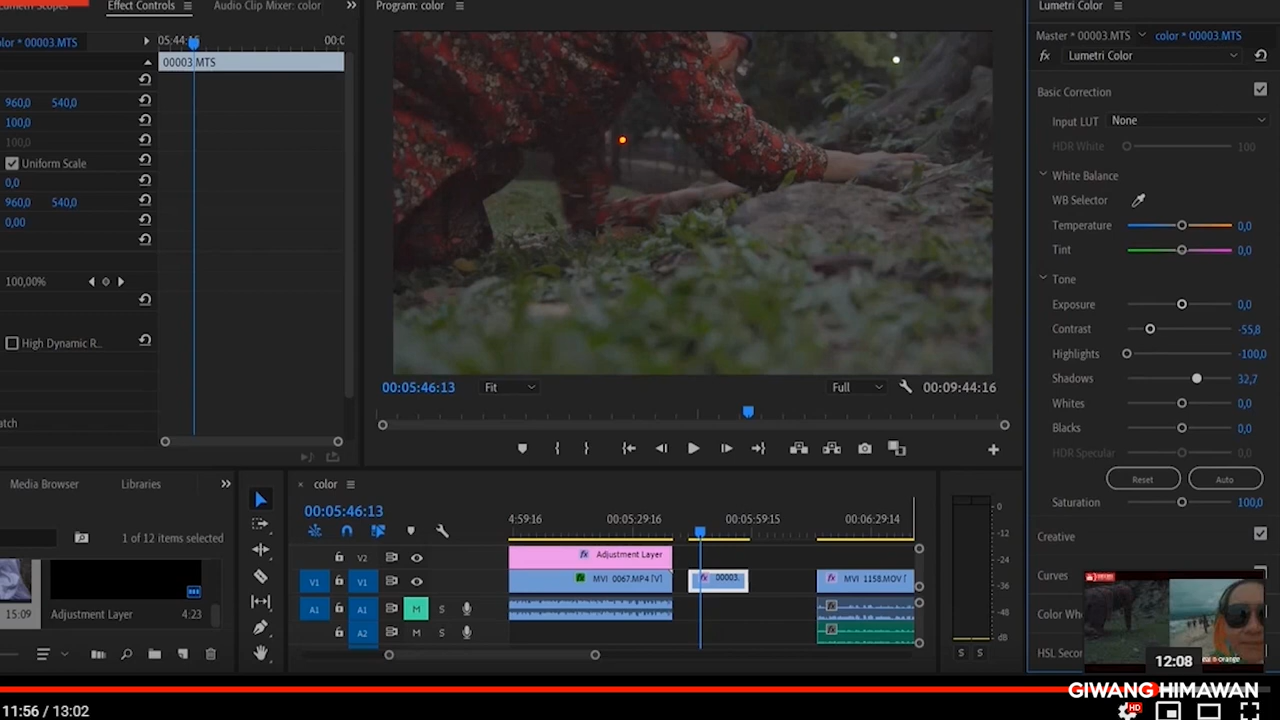 Effect Controls
Audio Clip Mixer: color
Program: color
Lumetri Color
olor * 00003.MTS
05:44:16
00:0
Master * 00003.MTS
color * 00003.MTS
00003.MTS
fx
Lumetri Color
Basic Correction
960,0 540,0
100,0
100,0
Uniform Scale
0,0
960,0 540,0
0,00
100,00%
High Dynamic R...
atch
Input LUT None
HDR White 100
White Balance
WB Selector
Temperature 0,0
Tint 0,0
Tone
Exposure 0,0
Contrast -55,8
Highlights -100,0
Shadows 32,7
Whites 0,0
Blacks 0,0
HDR Specular 0,0
Reset
Auto
Saturation 100,0
Creative
Curves
Color Whe
HSL Secon
00:05:46:13
Fit
Full
00:09:44:16
Media Browser
Libraries
color
00:05:46:13
1 of 12 items selected
15:09
Adjustment Layer 4:23
4:59:16
00:05:29:16
00:05:59:15
00:06:29:14
V2
fx Adjustment Layer
V1
V1
fx MVI_0067.MP4 [V]
fx 00003.
fx MVI_1158.MOV [
A1
A1
M
S
A2
M
S
0
-12
-24
-36
-48
dB
S
S
12:08
GIWANG HIMAWAN
11:56 / 13:02
HD